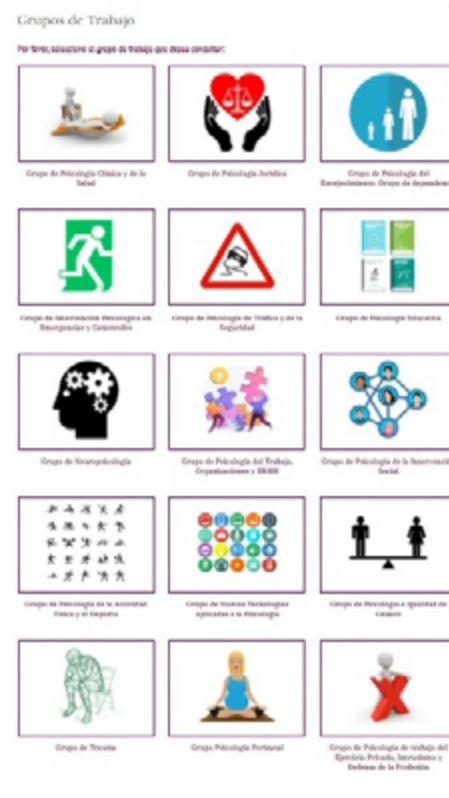 Grupos de Trabajo
Por favor, seleccione el grupo de trabajo que desea consultar:
Grupo de Psicología Clínica y de la
Salud
Grupo de Psicología Jurídica
Grupo de Psicología del
Envejecimiento: Grupo de dependencia
Grupo de Intervención Psicológica en
Emergencias y Catástrofes
Grupo de Psicología de Tráfico y de la
Seguridad
Grupo de Psicología Educativa
Grupo de Neuropsicología
Grupo de Psicología del Trabajo,
Organizaciones y RRHH
Grupo de Psicología de la Intervención
Social
Grupo de Psicología de la Actividad
Física y el Deporte
Grupo de Nuevas Tecnologías
Aplicadas a la Psicología
Grupo de Psicología e Igualdad de
Género
Grupo de Trauma
Grupo Psicología Perinatal
Grupo de Psicología de trabajo del
Ejercicio Privado, Intrusismo y
Defensa de la Profesión